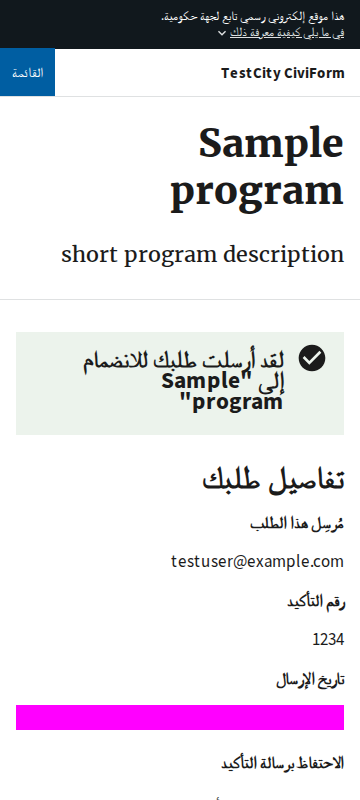 هذا موقع إلكتروني رسمي تابع لجهة حكومية.
في ما يلي كيفية معرفة ذلك
TestCity CiviForm
القائمة
Sample
program
short program description
لقد أرسلت طلبك للانضمام
إلى "Sample
program"
تفاصيل طلبك
مُرسِل هذا الطلب
testuser@example.com
رقم التأكيد
1234
تاريخ الإرسال
الاحتفاظ برسالة التأكيد